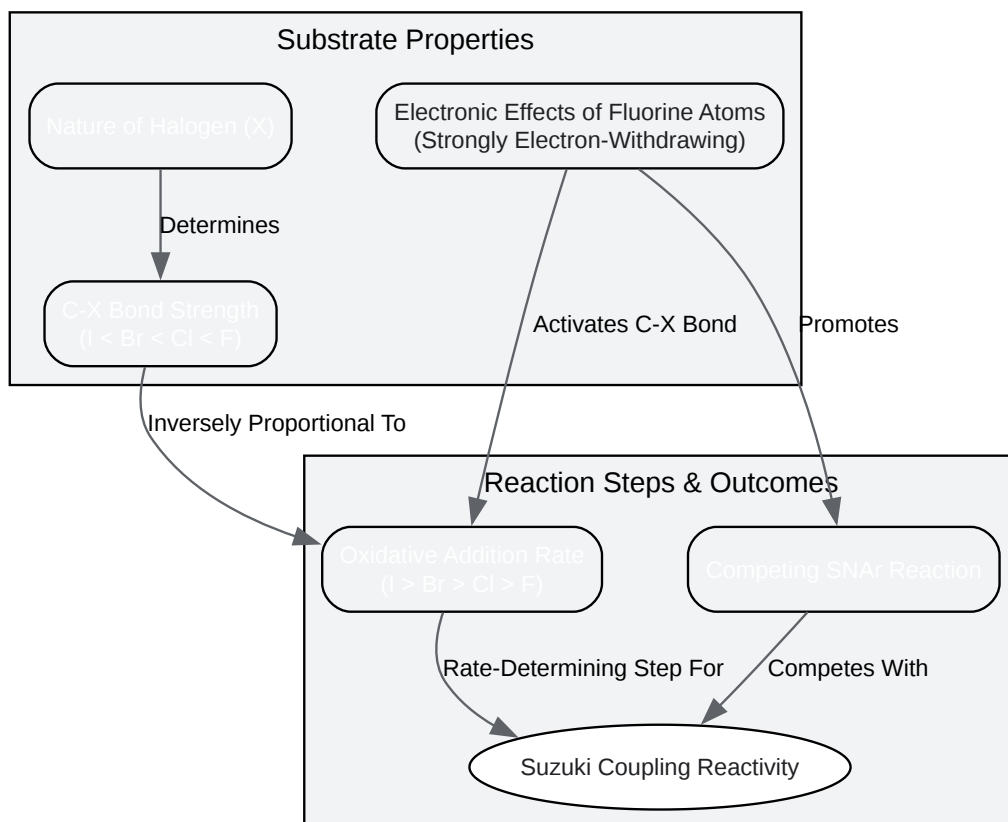 Substrate Properties
Nature of Halogen (X)
Electronic Effects of Fluorine Atoms
(Strongly Electron-Withdrawing)
Determines
C-X Bond Strength
(I < Br < Cl < F)
Activates C-X Bond
Promotes
Inversely Proportional To
Reaction Steps & Outcomes
Oxidative Addition Rate
(I > Br > Cl > F)
Competing SNAr Reaction
Rate-Determining Step For
Competes With
Suzuki Coupling Reactivity